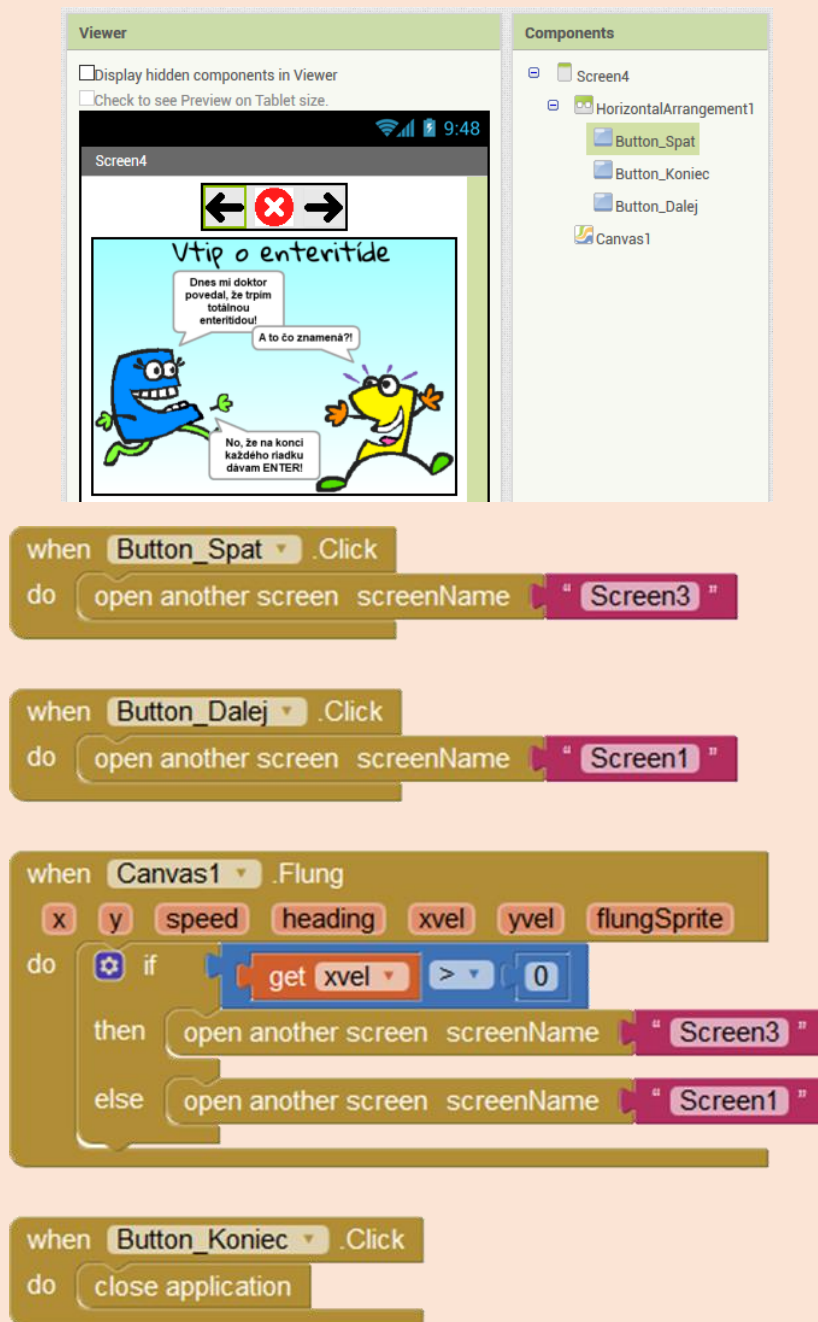 Viewer
Components
Display hidden components in Viewer
Check to see Preview on Tablet size.
9:48
Screen4
Screen4
HorizontalArrangement1
Button_Spat
Button_Koniec
Button_Dalej
Canvas1
Vtip o enteritíde
Dnes mi doktor
povedal, že trpím
totálnou
enteritídou!
A to čo znamená?!
No, že na konci
každého riadku
dávam ENTER!
when Button_Spat .Click
do open another screen screenName " Screen3 "
when Button_Dalej .Click
do open another screen screenName " Screen1 "
when Canvas1 .Flung
x y speed heading xvel yvel flungSprite
do if get xvel > 0
then open another screen screenName " Screen3 "
else open another screen screenName " Screen1 "
when Button_Koniec .Click
do close application